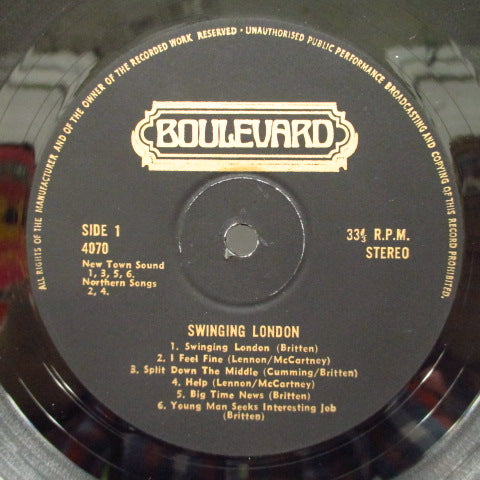 ALL RIGHTS OF THE MANUFACTURER AND OF THE OWNER OF THE RECORDED WORK RESERVED · UNAUTHORISED PUBLIC PERFORMANCE BROADCASTING AND COPYING OF THIS RECORD PROHIBITED.
BOULEVARD
SIDE 1
4070
New Town Sound
1, 3, 5, 6.
Northern Songs
2, 4.
33⅓ R.P.M.
STEREO
SWINGING LONDON
1. Swinging London (Britten)
2. I Feel Fine (Lennon/McCartney)
3. Split Down The Middle (Cumming/Britten)
4. Help (Lennon/McCartney)
5. Big Time News (Britten)
6. Young Man Seeks Interesting Job
(Britten)